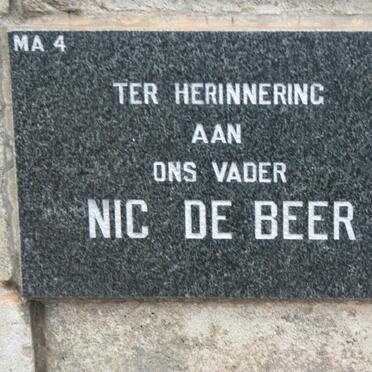 MA 4
TER HERINNERING
AAN
ONS VADER
NIC DE BEER